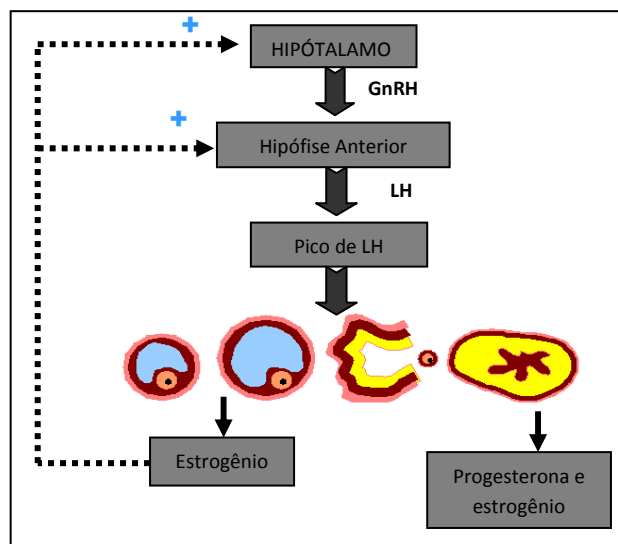 +
HIPÓTALAMO
GnRH
+
Hipófise Anterior
LH
Pico de LH
Estrogênio
Progesterona e
estrogênio